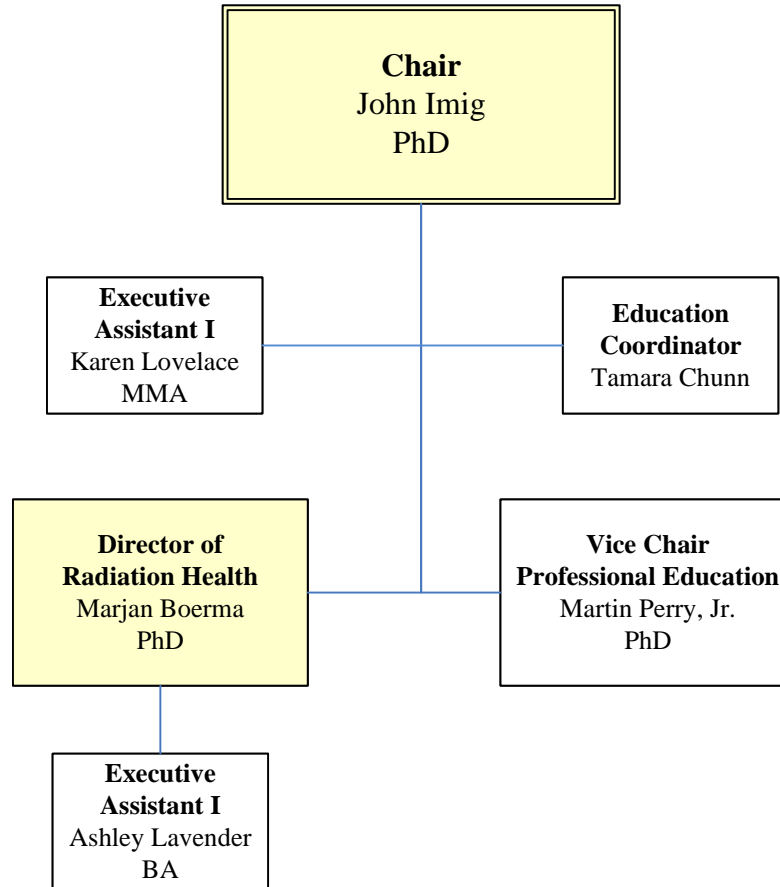 Chair
John Imig
PhD
Executive
Assistant I
Karen Lovelace
MMA
Education
Coordinator
Tamara Chunn
Director of
Radiation Health
Marjan Boerma
PhD
Vice Chair
Professional Education
Martin Perry, Jr.
PhD
Executive
Assistant I
Ashley Lavender
BA